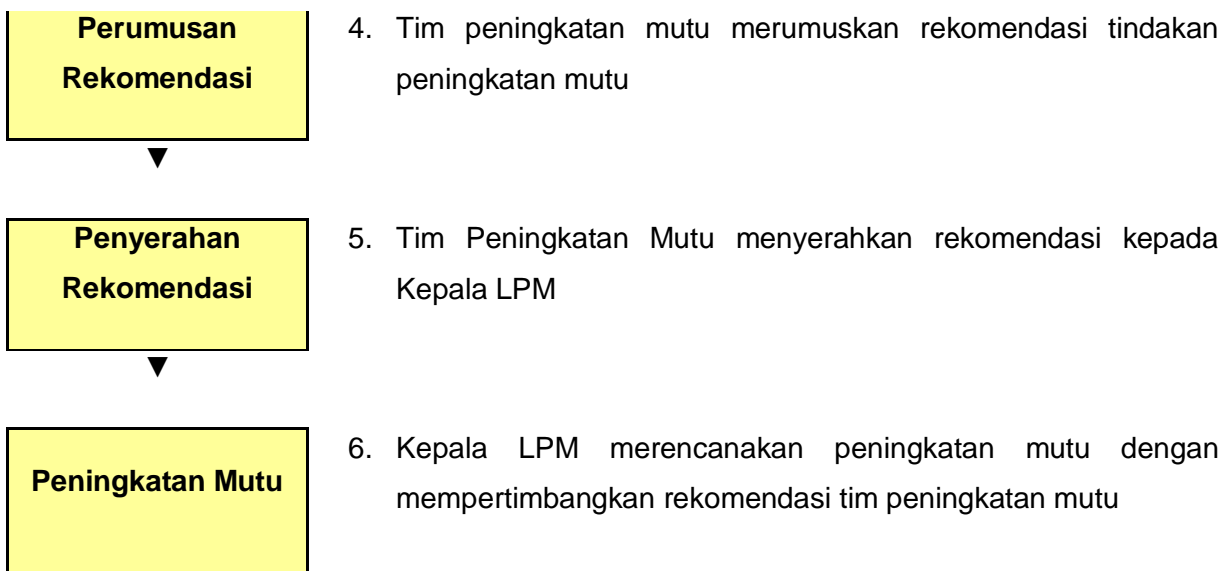 Perumusan
Rekomendasi
4. Tim peningkatan mutu merumuskan rekomendasi tindakan
peningkatan mutu
▼
Penyerahan
Rekomendasi
5. Tim Peningkatan Mutu menyerahkan rekomendasi kepada
Kepala LPM
▼
Peningkatan Mutu
6. Kepala LPM merencanakan peningkatan mutu dengan
mempertimbangkan rekomendasi tim peningkatan mutu